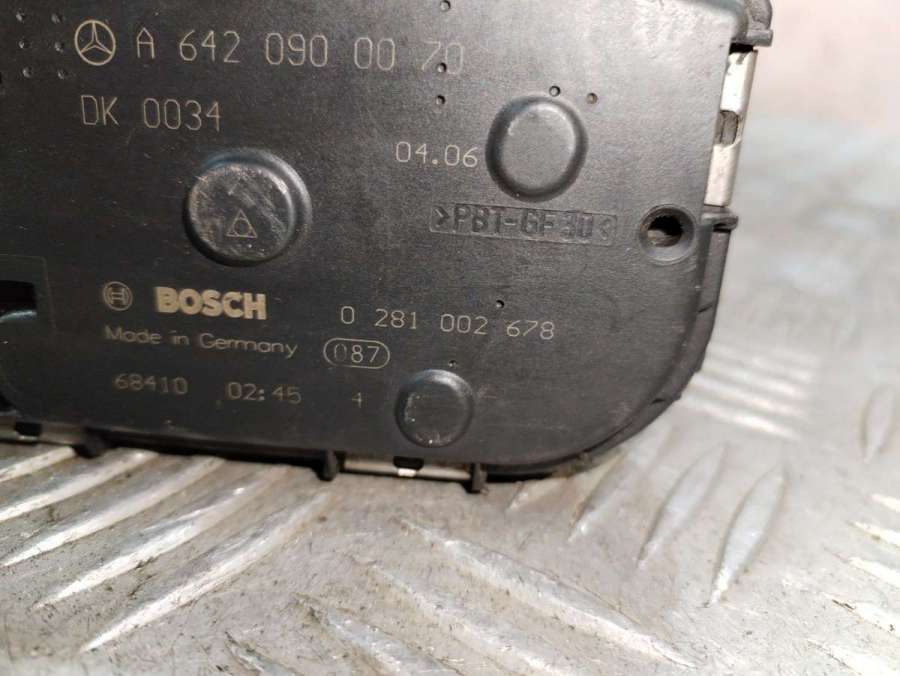 A 642 090 00 70
DK 0034
04.06
>PBT-GF30<
BOSCH 0 281 002 678
Made in Germany 087
68410 02:45 4